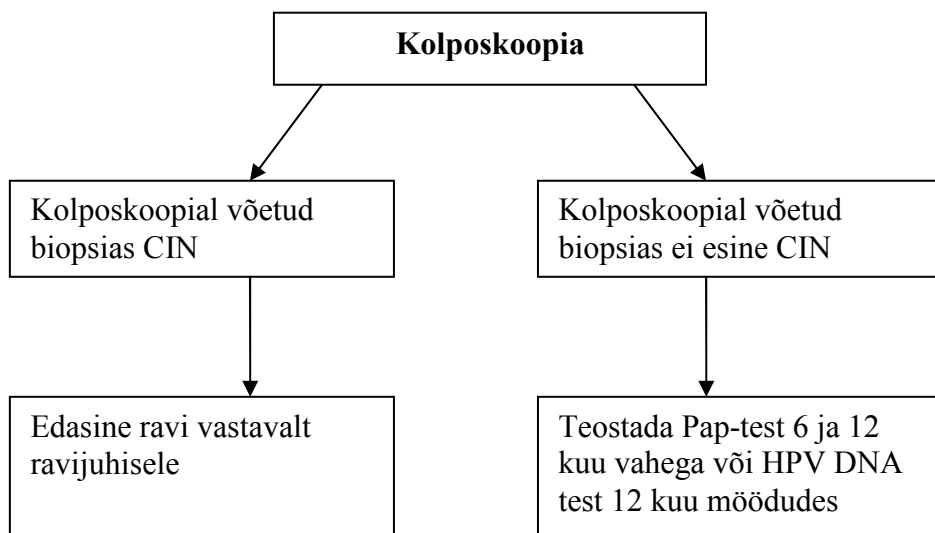 Kolposkoopia
Kolposkoopial võetud
biopsias CIN
Kolposkoopial võetud
biopsias ei esine CIN
Edasine ravi vastavalt
ravijuhisele
Teostada Pap-test 6 ja 12
kuu vahega või HPV DNA
test 12 kuu möödudes